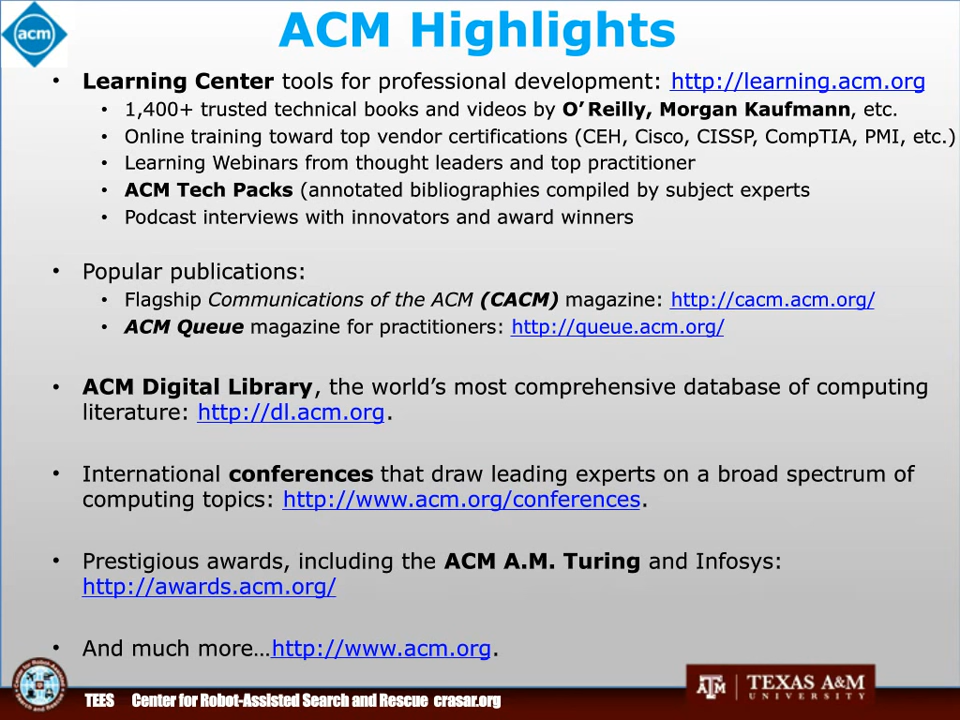 acm
ACM Highlights
• Learning Center tools for professional development: http://learning.acm.org
• 1,400+ trusted technical books and videos by O’ Reilly, Morgan Kaufmann, etc.
• Online training toward top vendor certifications (CEH, Cisco, CISSP, CompTIA, PMI, etc.)
• Learning Webinars from thought leaders and top practitioner
• ACM Tech Packs (annotated bibliographies compiled by subject experts
• Podcast interviews with innovators and award winners
• Popular publications:
• Flagship Communications of the ACM (CACM) magazine: http://cacm.acm.org/
• ACM Queue magazine for practitioners: http://queue.acm.org/
• ACM Digital Library, the world’s most comprehensive database of computing
literature: http://dl.acm.org.
• International conferences that draw leading experts on a broad spectrum of
computing topics: http://www.acm.org/conferences.
• Prestigious awards, including the ACM A.M. Turing and Infosys:
http://awards.acm.org/
• And much more…http://www.acm.org.
TEES Center for Robot-Assisted Search and Rescue crasar.org
ATM TEXAS A&M
UNIVERSITY